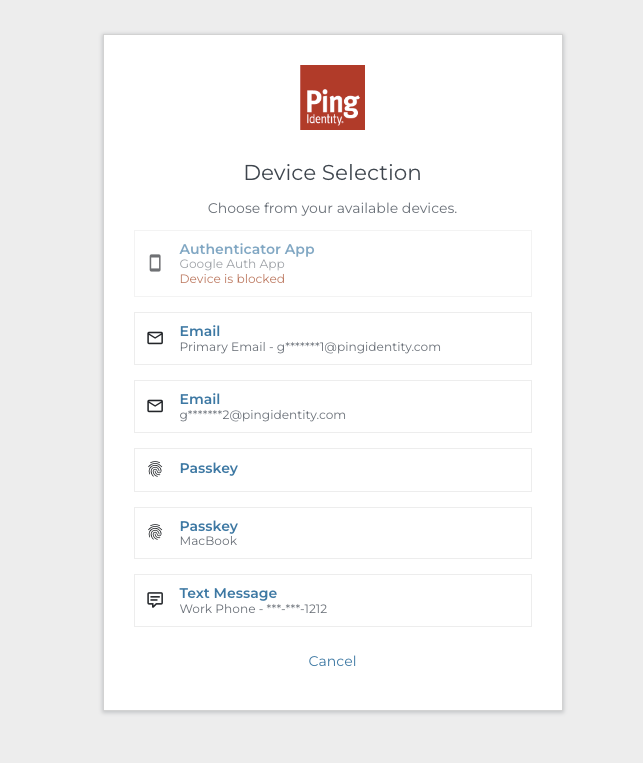 Ping
Identity.
Device Selection
Choose from your available devices.
Authenticator App
Google Auth App
Device is blocked
Email
Primary Email - g*******1@pingidentity.com
Email
g*******2@pingidentity.com
Passkey
Passkey
MacBook
Text Message
Work Phone - ***-***-1212
Cancel